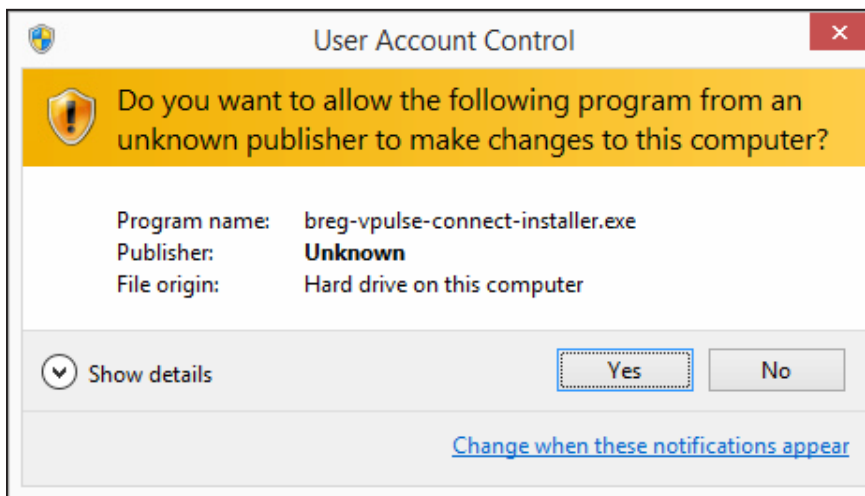 User Account Control
Do you want to allow the following program from an
unknown publisher to make changes to this computer?
Program name: breg-vpulse-connect-installer.exe
Publisher: Unknown
File origin: Hard drive on this computer
Show details
Yes
No
Change when these notifications appear